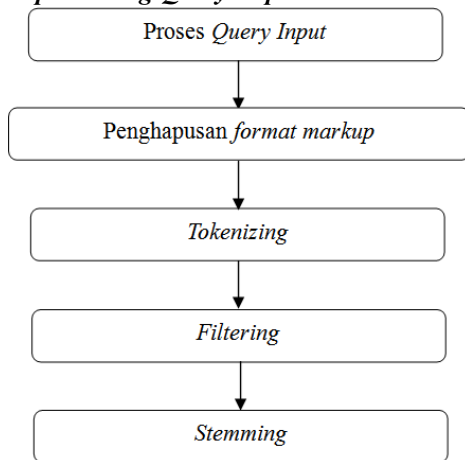 Proses Query Input
Penghapusan format markup
Tokenizing
Filtering
Stemming